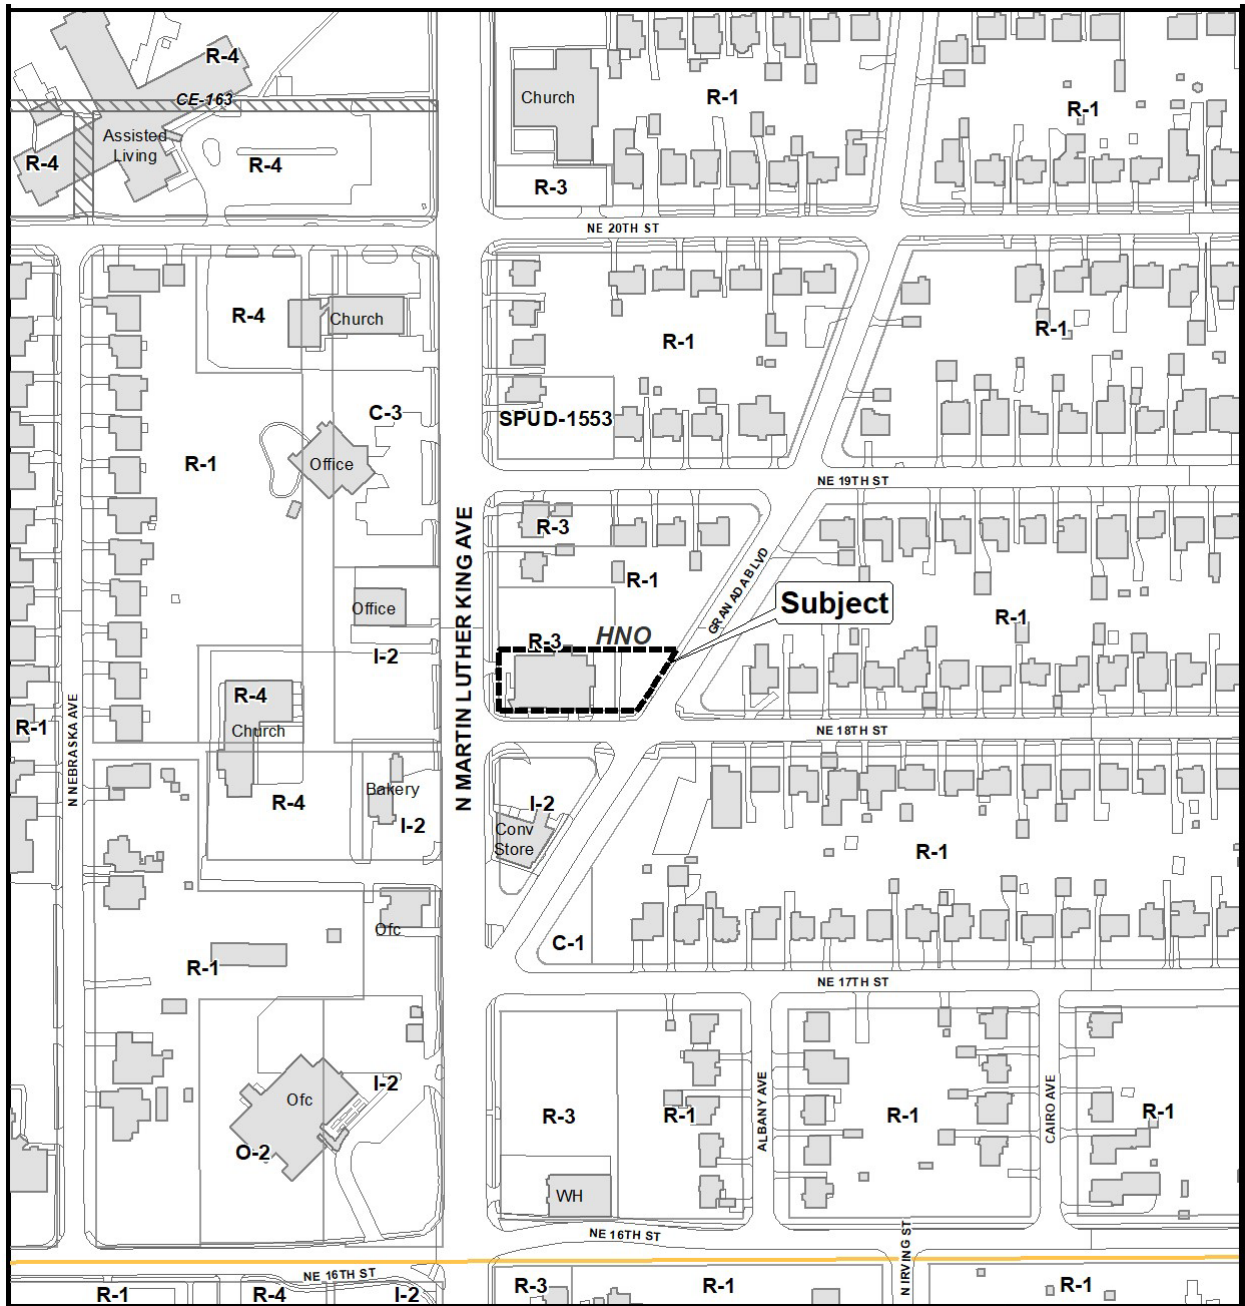 R-4
CE-163
Church
R-1
R-1
Assisted
Living
R-4
R-4
R-3
NE 20TH ST
R-4
Church
R-1
R-1
C-3
SPUD-1553
R-1
Office
NE 19TH ST
N MARTIN LUTHER KING AVE
R-3
R-1
GRANADA BLVD
Subject
Office
R-1
R-3
HNO
I-2
R-4
Church
R-1
N NEBRASKA AVE
NE 18TH ST
Bakery
R-4
I-2
I-2
Conv
Store
R-1
Ofc
C-1
R-1
NE 17TH ST
I-2
Ofc
O-2
R-3
R-1
ALBANY AVE
R-1
CAIRO AVE
R-1
WH
NE 16TH ST
N IRVING ST
NE 16TH ST
R-1
R-4
I-2
R-3
R-1
R-1